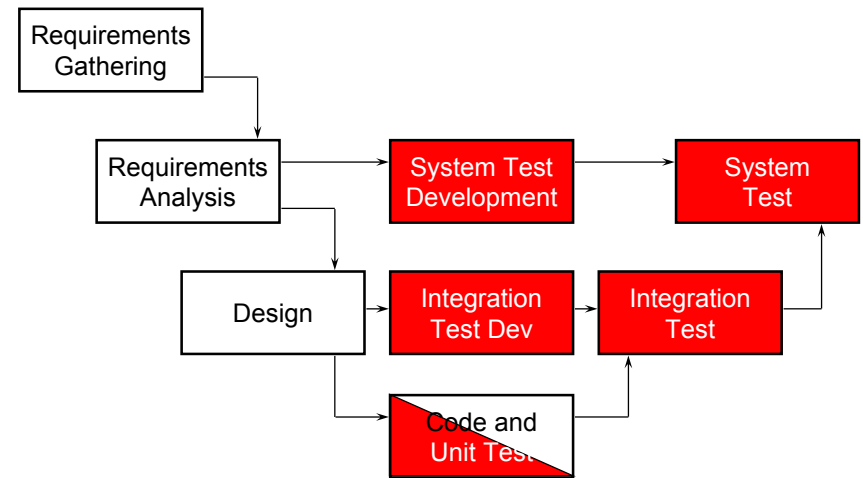 Requirements
Gathering
Requirements
Analysis
System Test
Development
System
Test
Design
Integration
Test Dev
Integration
Test
Code and
Unit Test